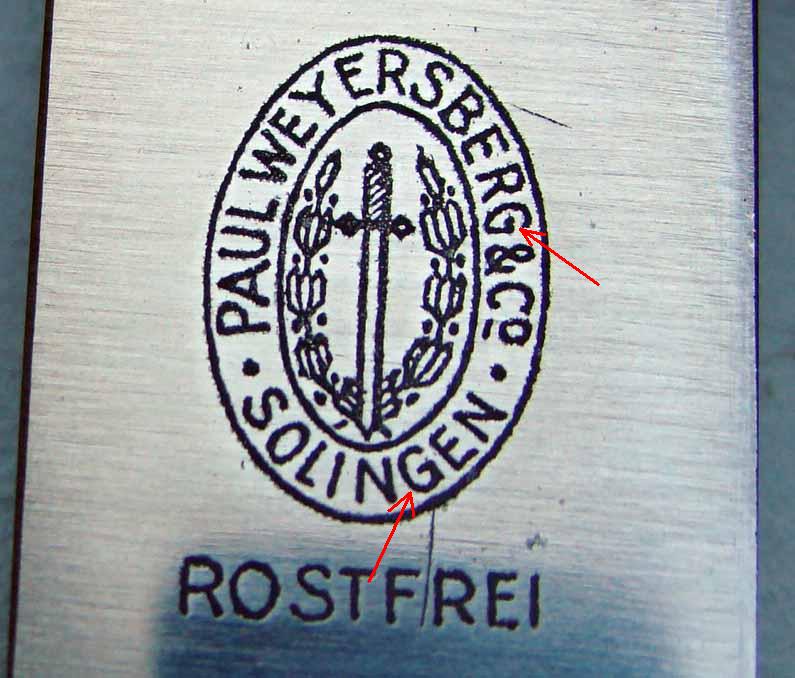 PAUL WEYERSBERG & Co
· SOLINGEN ·
ROSTFREI